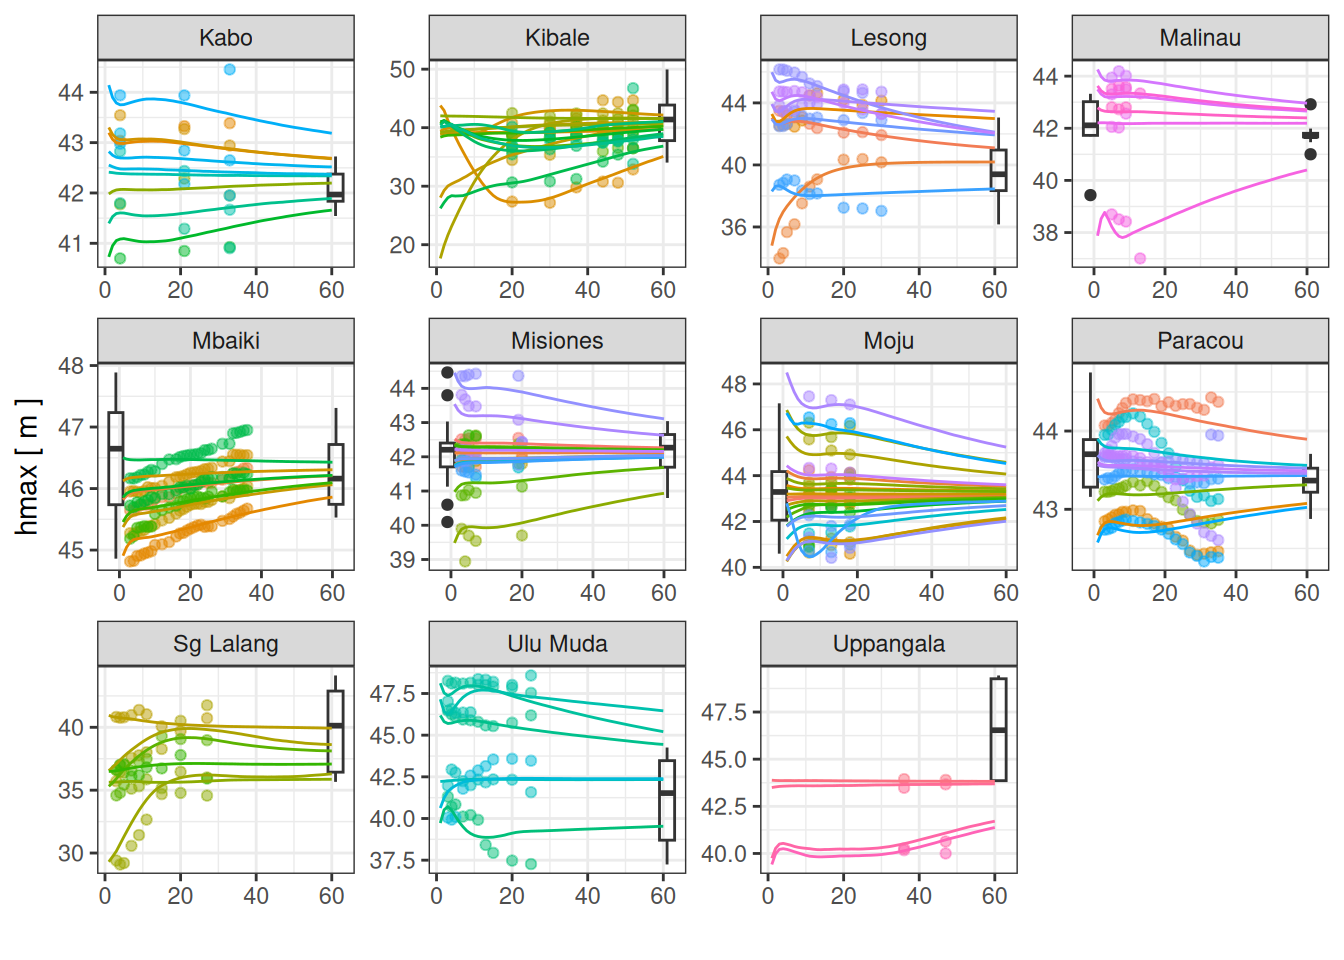 Kabo Kibale Lesong Malinau
44 43 42 41
50 40 30 20
44 40 36
44 42 40 38
0 20 40 60 0 20 40 60 0 20 40 60 0 20 40 60
Mbaiki Misiones Moju Paracou
48 47 46 45
44 43 42 41 40 39
48 46 44 42 40
44 43
hmax [ m ]
0 20 40 60 0 20 40 60 0 20 40 60 0 20 40 60
Sg Lalang Ulu Muda Uppangala
40 35 30
47.5 45.0 42.5 40.0 37.5
47.5 45.0 42.5 40.0
0 20 40 60 0 20 40 60 0 20 40 60